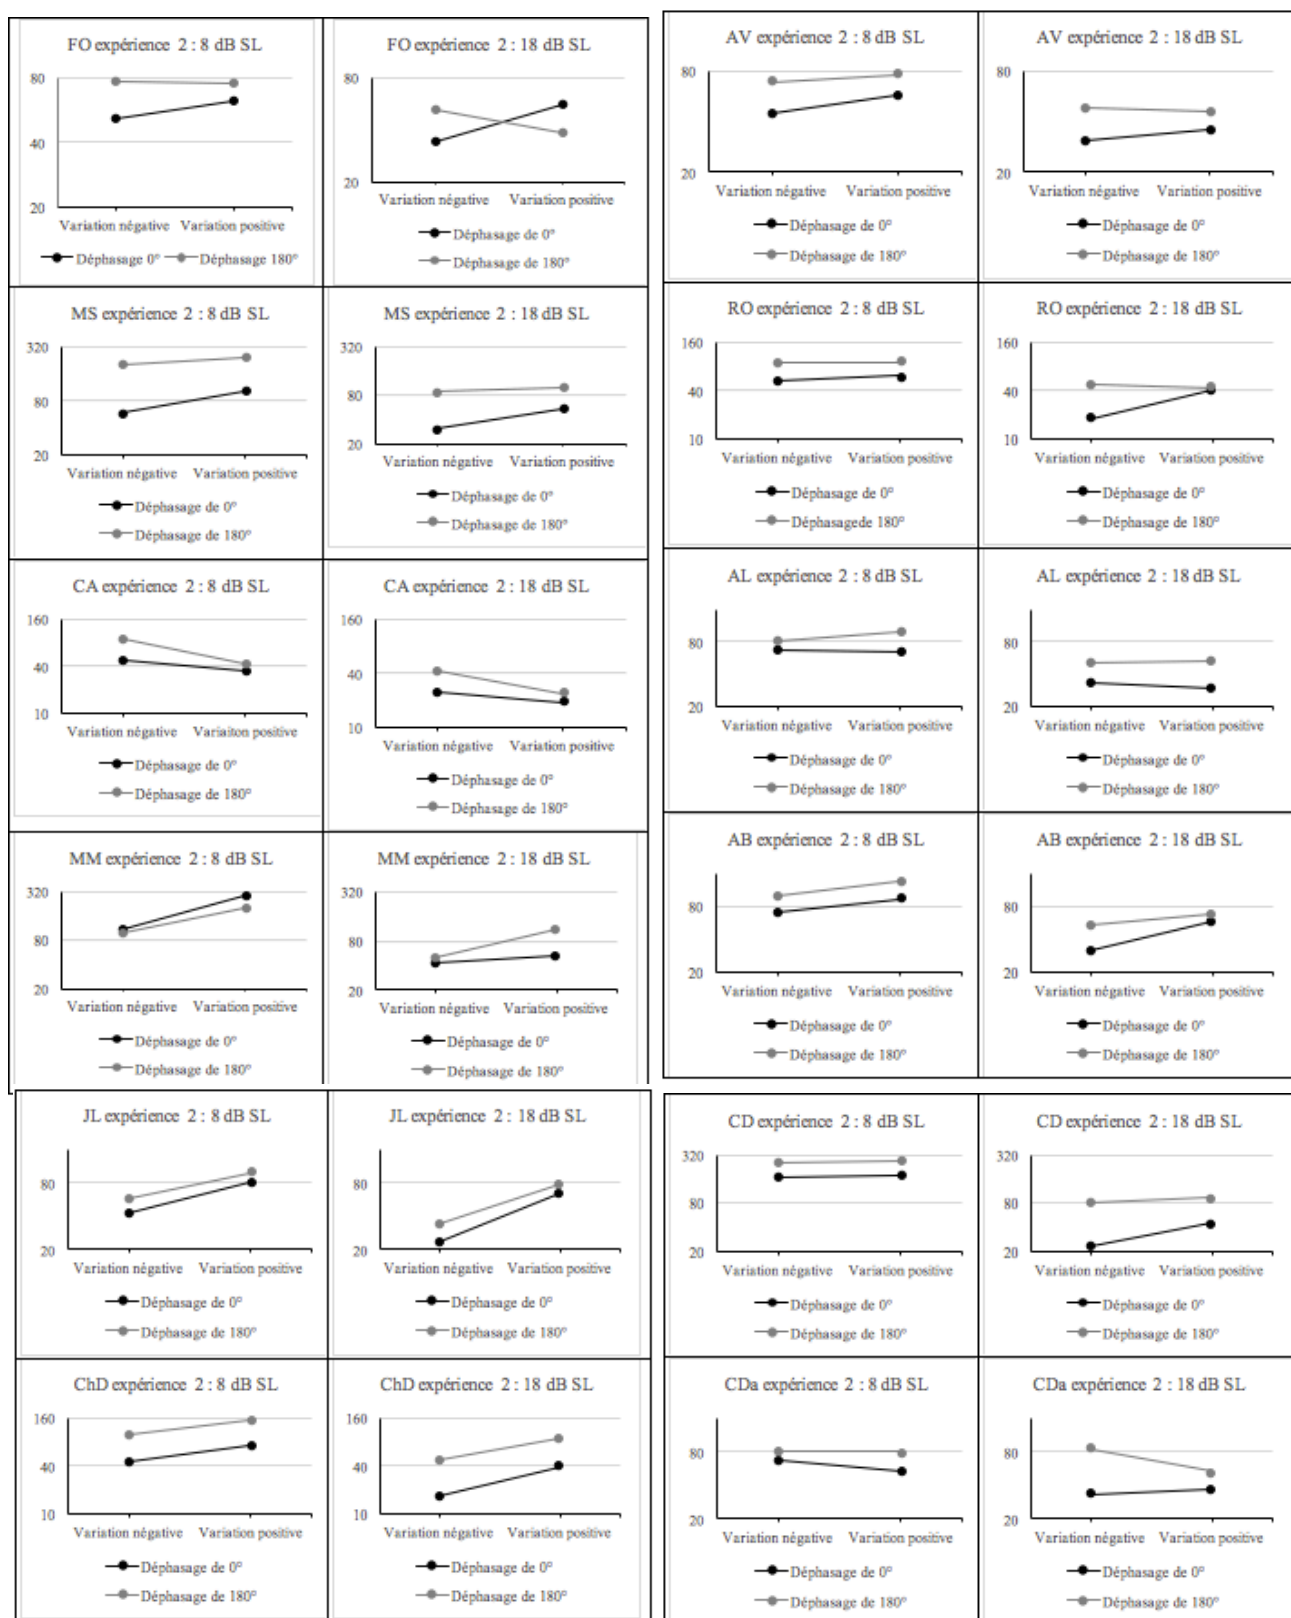 FO expérience 2 : 8 dB SL
80
40
20
Variation négative Variation positive
Déphasage 0° Déphasage 180°
FO expérience 2 : 18 dB SL
80
20
Variation négative Variation positive
Déphasage de 0°
Déphasage de 180°
MS expérience 2 : 8 dB SL
320
80
20
Variation négative Variation positive
Déphasage de 0°
Déphasage de 180°
MS expérience 2 : 18 dB SL
320
80
20
Variation négative Variation positive
Déphasage de 0°
Déphasage de 180°
CA expérience 2 : 8 dB SL
160
40
10
Variation négative Variaiton positive
Déphasage de 0°
Déphasage de 180°
CA expérience 2 : 18 dB SL
160
40
10
Variation négative Variation positive
Déphasage de 0°
Déphasage de 180°
MM expérience 2 : 8 dB SL
320
80
20
Variation négative Variation positive
Déphasage de 0°
Déphasage de 180°
MM expérience 2 : 18 dB SL
320
80
20
Variation négative Variation positive
Déphasage de 0°
Déphasage de 180°
JL expérience 2 : 8 dB SL
80
20
Variation négative Variation positive
Déphasage de 0°
Déphasage de 180°
JL expérience 2 : 18 dB SL
80
20
Variation négative Variation positive
Déphasage de 0°
Déphasage de 180°
ChD expérience 2 : 8 dB SL
160
40
10
Variation négative Variation positive
Déphasage de 0°
Déphasage de 180°
ChD expérience 2 : 18 dB SL
160
40
10
Variation négative Variation positive
Déphasage de 0°
Déphasage de 180°
AV expérience 2 : 8 dB SL
80
20
Variation négative Variation positive
Déphasage de 0°
Déphasage de 180°
AV expérience 2 : 18 dB SL
80
20
Variation négative Variation positive
Déphasage de 0°
Déphasage de 180°
RO expérience 2 : 8 dB SL
160
40
10
Variation négative Variation positive
Déphasage de 0°
Déphasagede 180°
RO expérience 2 : 18 dB SL
160
40
10
Variation négative Variation positive
Déphasage de 0°
Déphasage de 180°
AL expérience 2 : 8 dB SL
80
20
Variation négative Variation positive
Déphasage de 0°
Déphasage de 180°
AL expérience 2 : 18 dB SL
80
20
Variation négative Variation positive
Déphasage de 0°
Déphasage de 180°
AB expérience 2 : 8 dB SL
80
20
Variation négative Variation positive
Déphasage de 0°
Déphasage de 180°
AB expérience 2 : 18 dB SL
80
20
Variation négative Variation positive
Déphasage de 0°
Déphasage de 180°
CD expérience 2 : 8 dB SL
320
80
20
Variation négative Variation positive
Déphasage de 0°
Déphasage de 180°
CD expérience 2 : 18 dB SL
320
80
20
Variation négative Variation positive
Déphasage de 0°
Déphasage de 180°
CDa expérience 2 : 8 dB SL
80
20
Variation négative Variation positive
Déphasage de 0°
Déphasage de 180°
CDa expérience 2 : 18 dB SL
80
20
Variation négative Variation positive
Déphasage de 0°
Déphasage de 180°